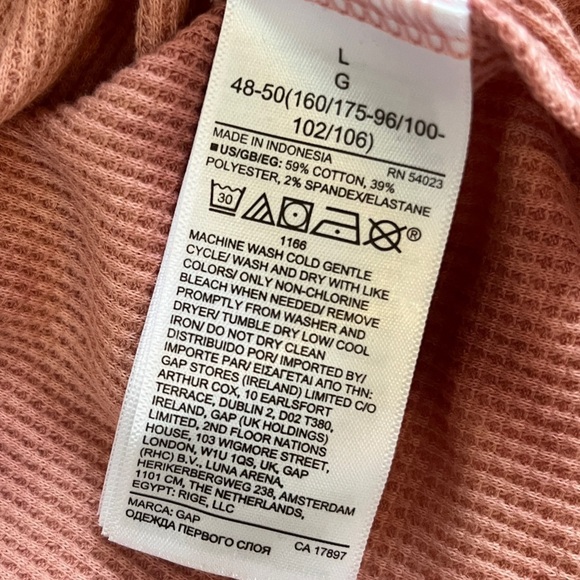 L
G
48-50(160/175-96/100-
102/106)
MADE IN INDONESIA RN 54023
■US/GB/EG: 59% COTTON, 39%
POLYESTER, 2% SPANDEX/ELASTANE
30 ®
1166
MACHINE WASH COLD GENTLE
CYCLE/ WASH AND DRY WITH LIKE
COLORS/ ONLY NON-CHLORINE
BLEACH WHEN NEEDED/ REMOVE
PROMPTLY FROM WASHER AND
DRYER/ TUMBLE DRY LOW/ COOL
IRON/ DO NOT DRY CLEAN
DISTRIBUIDO POR/ IMPORTED BY/
IMPORTE PAR/ ΕΙΣΑΓΕΤΑΙ ΑΠΟ ΤΗΝ:
GAP STORES (IRELAND) LIMITED C/O
ARTHUR COX, 10 EARLSFORT
TERRACE, DUBLIN 2, D02 T380,
IRELAND, GAP (UK HOLDINGS)
LIMITED, 2ND FLOOR NATIONS
HOUSE, 103 WIGMORE STREET,
LONDON, W1U 1QS, UK, GAP
(RHC) B.V., LUNA ARENA,
HERIKERBERGWEG 238, AMSTERDAM
1101 CM, THE NETHERLANDS,
EGYPT: RIGE, LLC
MARCA: GAP
ОДЕЖДА ПЕРВОГО СЛОЯ CA 17897